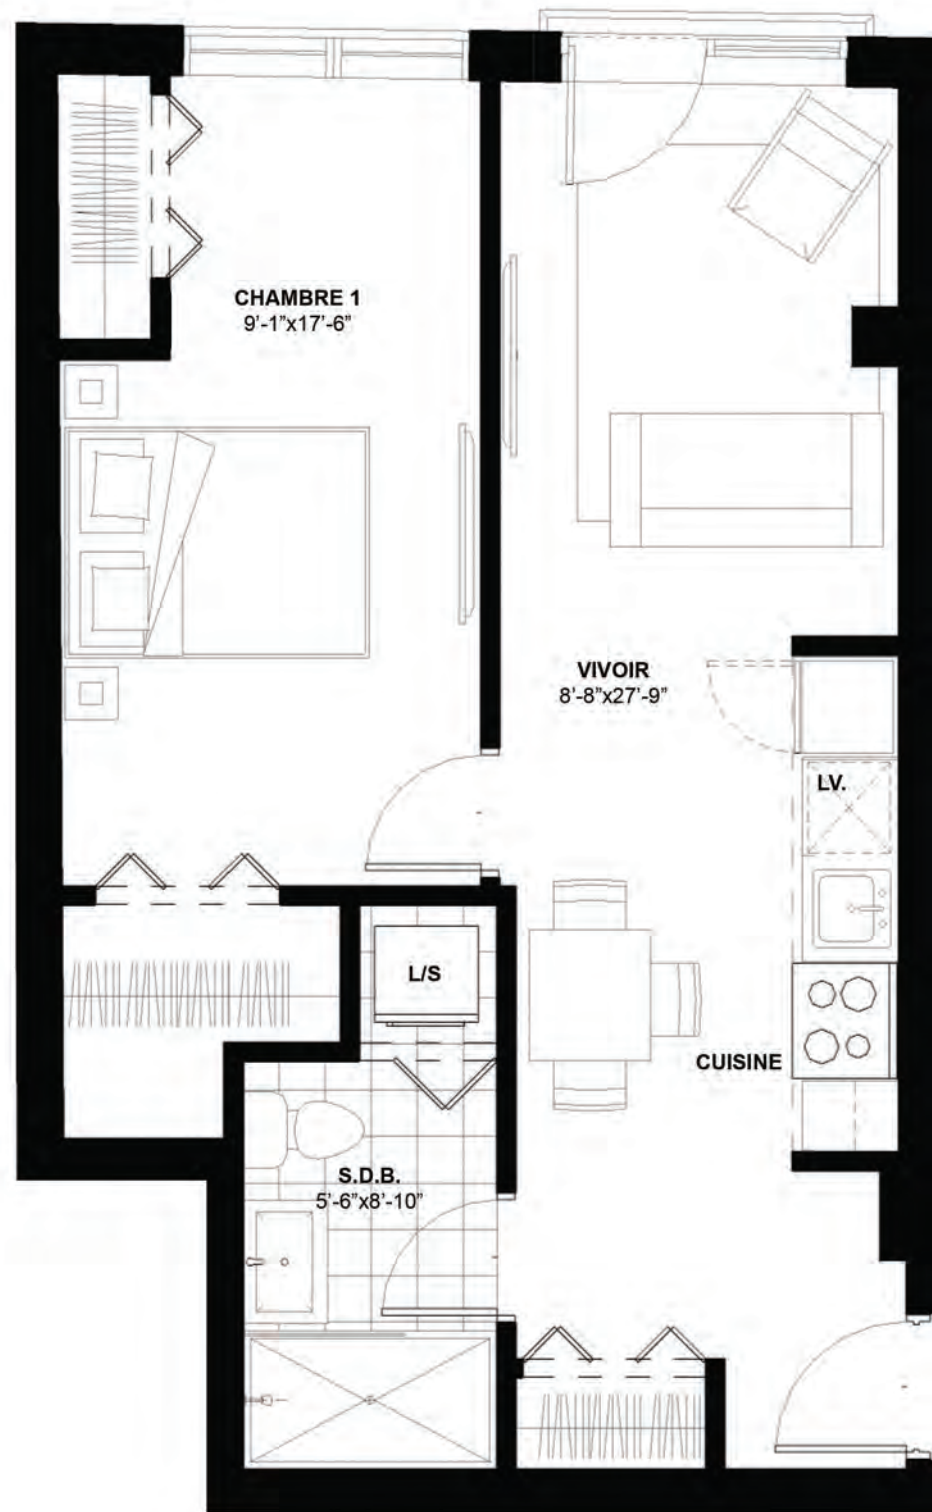 CHAMBRE 1
9'-1"x17'-6"
VIVOIR
8'-8"x27'-9"
LV.
L/S
CUISINE
S.D.B.
5'-6"x8'-10"